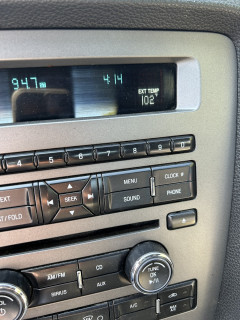 94.7 4:14 EXT TEMP
102°
4 5 6 7 8 9
MENU CLOCK
SEEK SOUND PHONE
AM/FM CD
SIRIUS AUX TUNE
A/C